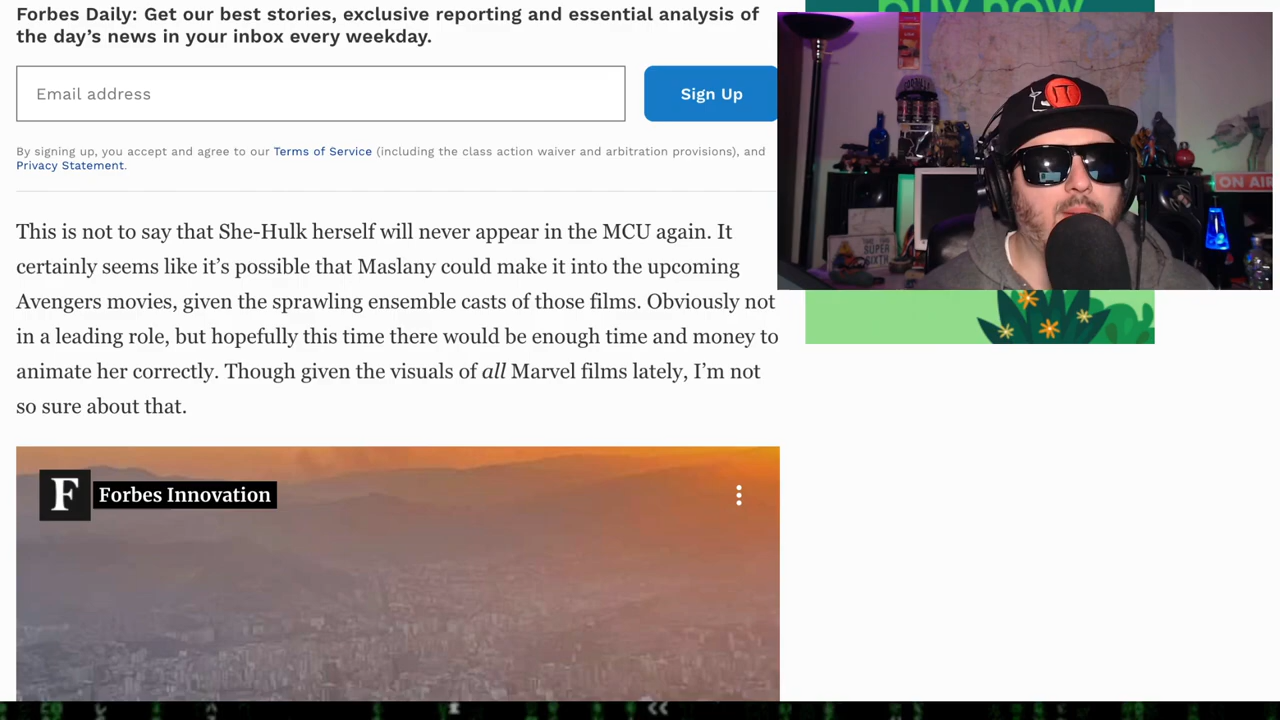 Forbes Daily: Get our best stories, exclusive reporting and essential analysis of
the day’s news in your inbox every weekday.
buy now
Email address
Sign Up
By signing up, you accept and agree to our Terms of Service (including the class action waiver and arbitration provisions), and
Privacy Statement.
ON AIR
This is not to say that She-Hulk herself will never appear in the MCU again. It
certainly seems like it’s possible that Maslany could make it into the upcoming
Avengers movies, given the sprawling ensemble casts of those films. Obviously not
in a leading role, but hopefully this time there would be enough time and money to
animate her correctly. Though given the visuals of all Marvel films lately, I’m not
so sure about that.
F Forbes Innovation